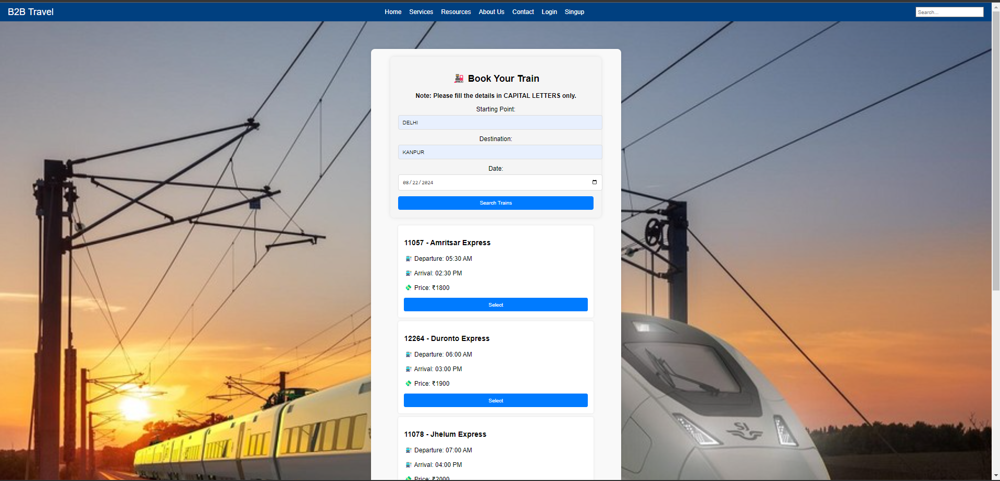 B2B Travel
Home Services Resources About Us Contact Login Singup
Search...
🚂 Book Your Train
Note: Please fill the details in CAPITAL LETTERS only.
Starting Point:
DELHI
Destination:
KANPUR
Date:
08/22/2024
Search Trains
11057 - Amritsar Express
🚆 Departure: 05:30 AM
🚆 Arrival: 02:30 PM
💸 Price: ₹1800
Select
12264 - Duronto Express
🚆 Departure: 06:00 AM
🚆 Arrival: 03:00 PM
💸 Price: ₹1900
Select
11078 - Jhelum Express
🚆 Departure: 07:00 AM
🚆 Arrival: 04:00 PM
💸 Price: ₹2000
SJ